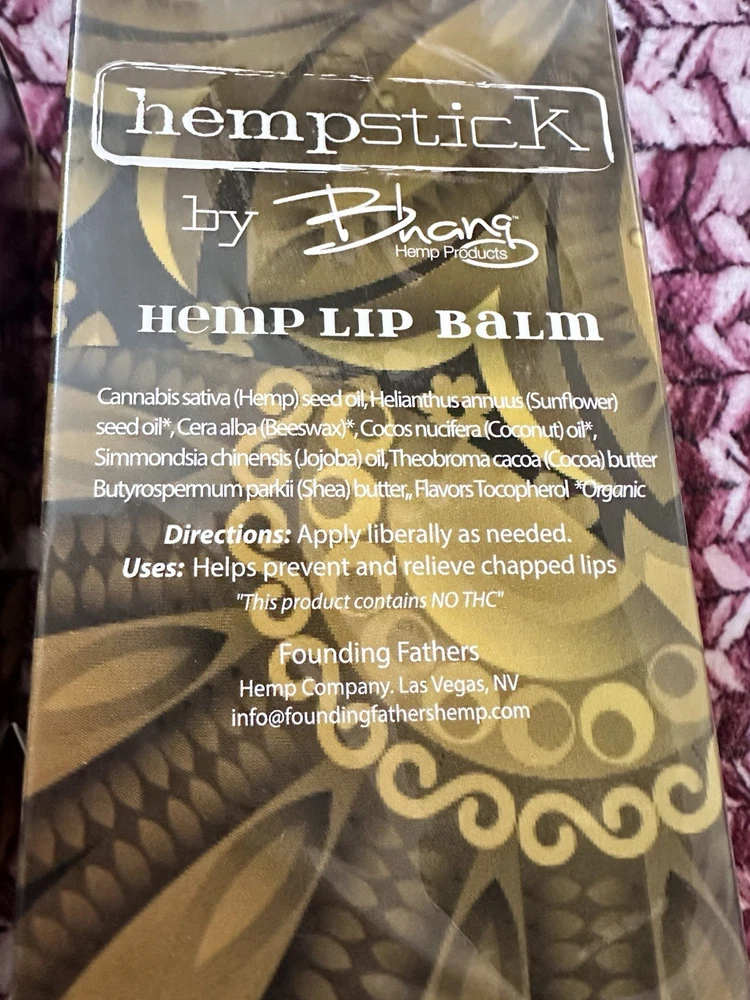 hempstick
by Bhang™
Hemp Products
Hemp Lip Balm
Cannabis sativa (Hemp) seed oil, Helianthus annuus (Sunflower)
seed oil*, Cera alba (Beeswax)*, Cocos nucifera (Coconut) oil*,
Simmondsia chinensis (Jojoba) oil, Theobroma cacoa (Cocoa) butter
Butyrospermum parkii (Shea) butter,, Flavors Tocopherol *Organic
Directions: Apply liberally as needed.
Uses: Helps prevent and relieve chapped lips
"This product contains NO THC"
Founding Fathers
Hemp Company. Las Vegas, NV
info@foundingfathershemp.com